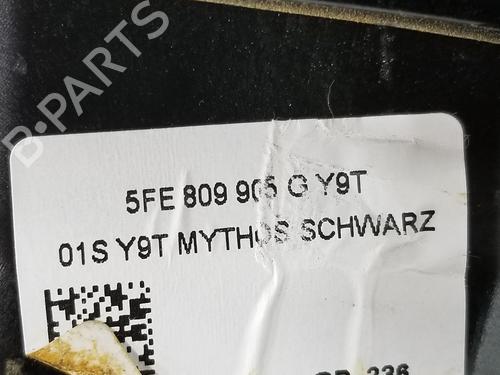 B-PARTS
5FE 809 905 G Y9T
01S Y9T MYTHOS SCHWARZ